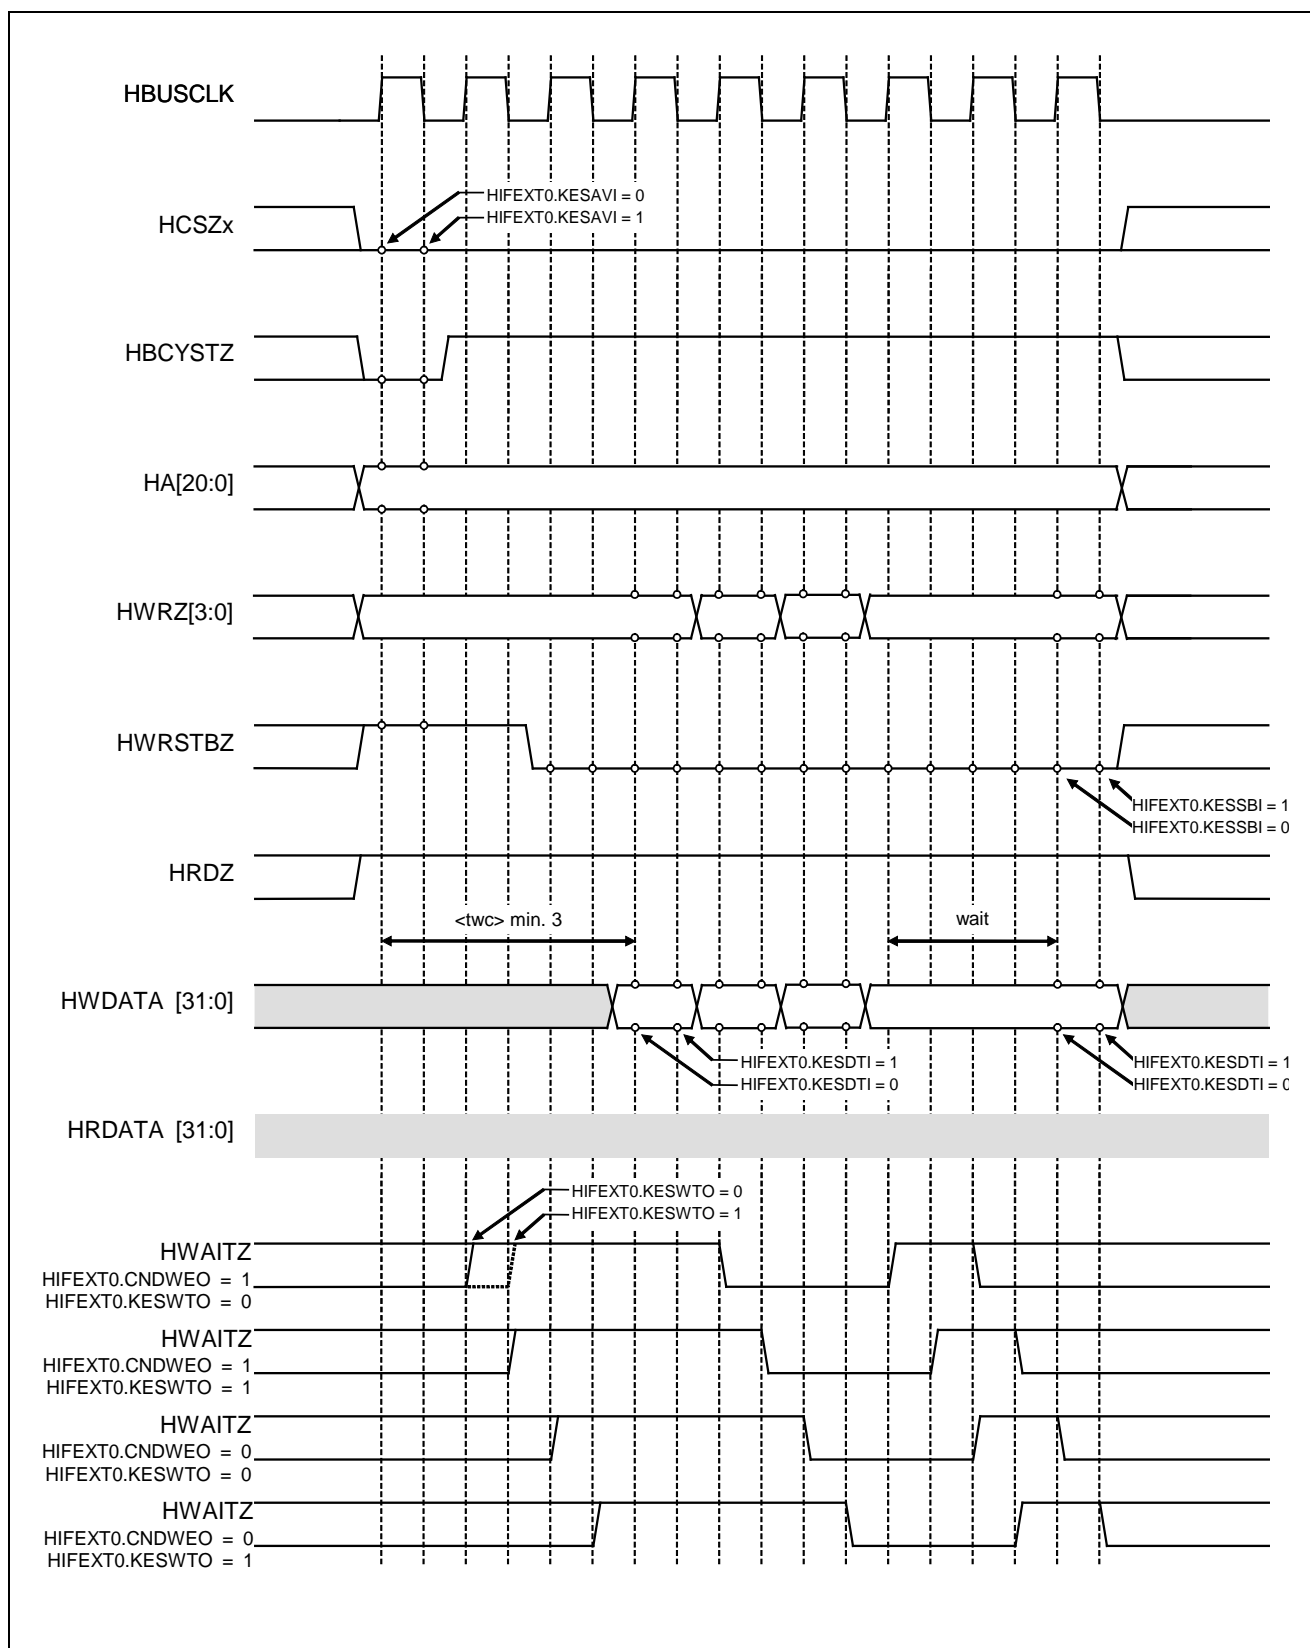 HBUSCLK
HIFEXT0.KESAVI = 0
HCSZx
HIFEXT0.KESAVI = 1
HBCYSTZ
HA[20:0]
HWRZ[3:0]
HWRSTBZ
HIFEXT0.KESSBI = 1
HIFEXT0.KESSBI = 0
HRDZ
<twc> min. 3
wait
HWDATA [31:0]
HIFEXT0.KESDTI = 1
HIFEXT0.KESDTI = 1
HIFEXT0.KESDTI = 0
HIFEXT0.KESDTI = 0
HRDATA [31:0]
HIFEXT0.KESWTO = 0
HIFEXT0.KESWTO = 1
HWAITZ
HIFEXT0.CNDWEO = 1
HIFEXT0.KESWTO = 0
HWAITZ
HIFEXT0.CNDWEO = 1
HIFEXT0.KESWTO = 1
HWAITZ
HIFEXT0.CNDWEO = 0
HIFEXT0.KESWTO = 0
HWAITZ
HIFEXT0.CNDWEO = 0
HIFEXT0.KESWTO = 1